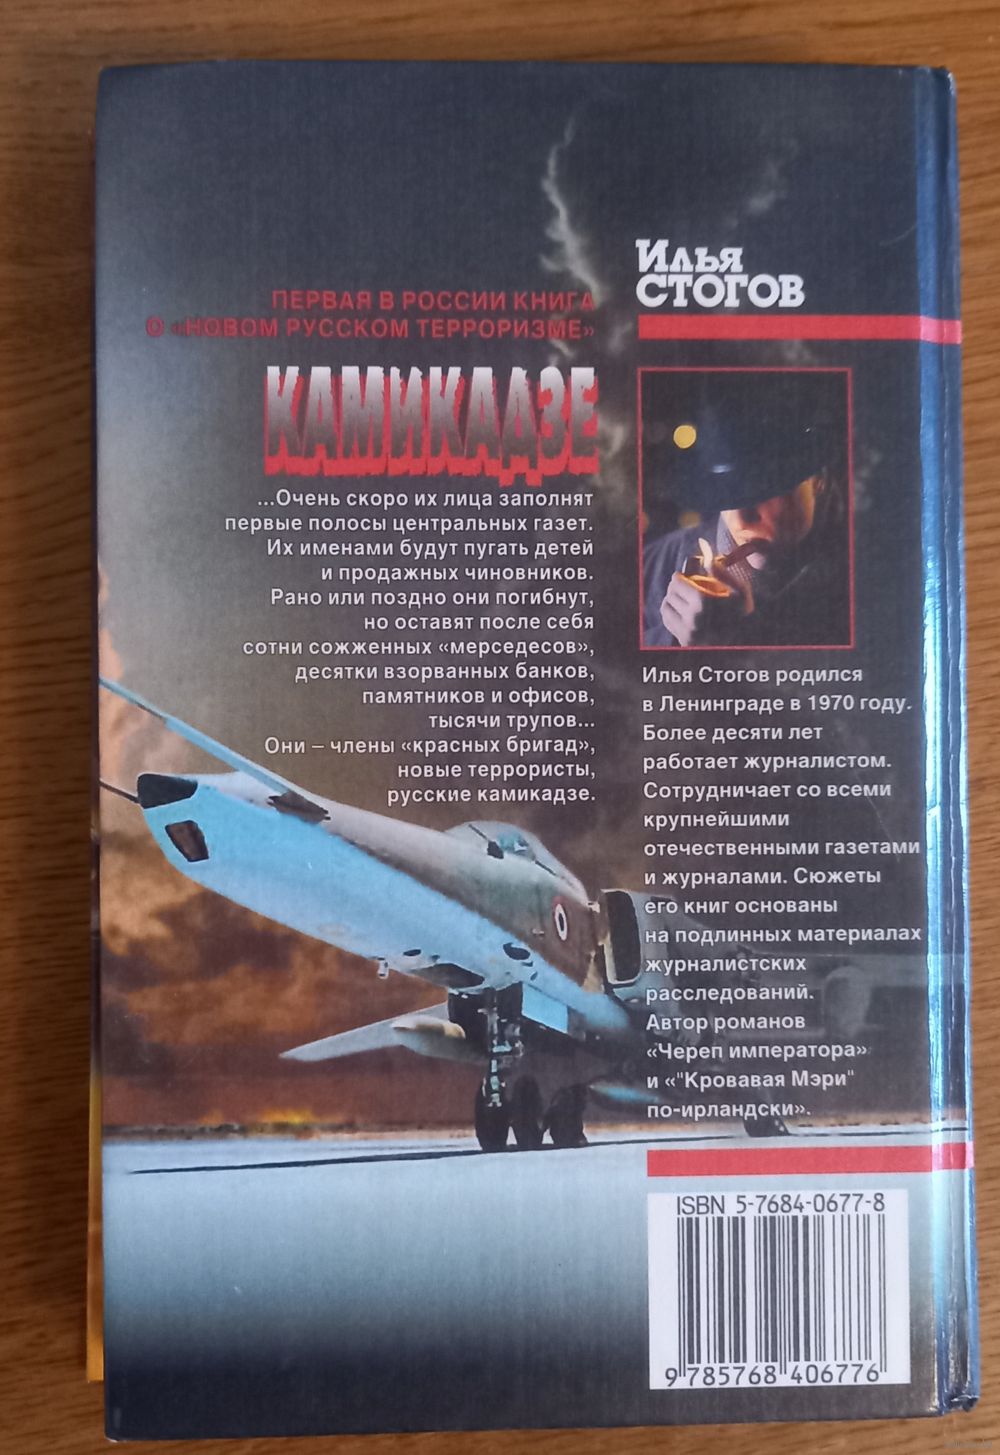 ПЕРВАЯ В РОССИИ КНИГА
О «НОВОМ РУССКОМ ТЕРРОРИЗМЕ»
КАМИКАДЗЕ
...Очень скоро их лица заполнят
первые полосы центральных газет.
Их именами будут пугать детей
и продажных чиновников.
Рано или поздно они погибнут,
но оставят после себя
сотни сожженных «мерседесов»,
десятки взорванных банков,
памятников и офисов,
тысячи трупов...
Они – члены «красных бригад»,
новые террористы,
русские камикадзе.
Илья
СТОГОВ
Илья Стогов родился
в Ленинграде в 1970 году.
Более десяти лет
работает журналистом.
Сотрудничает со всеми
крупнейшими
отечественными газетами
и журналами. Сюжеты
его книг основаны
на подлинных материалах
журналистских
расследований.
Автор романов
«Череп императора»
и «"Кровавая Мэри"
по-ирландски».
ISBN 5-7684-0677-8
9 785768 406776